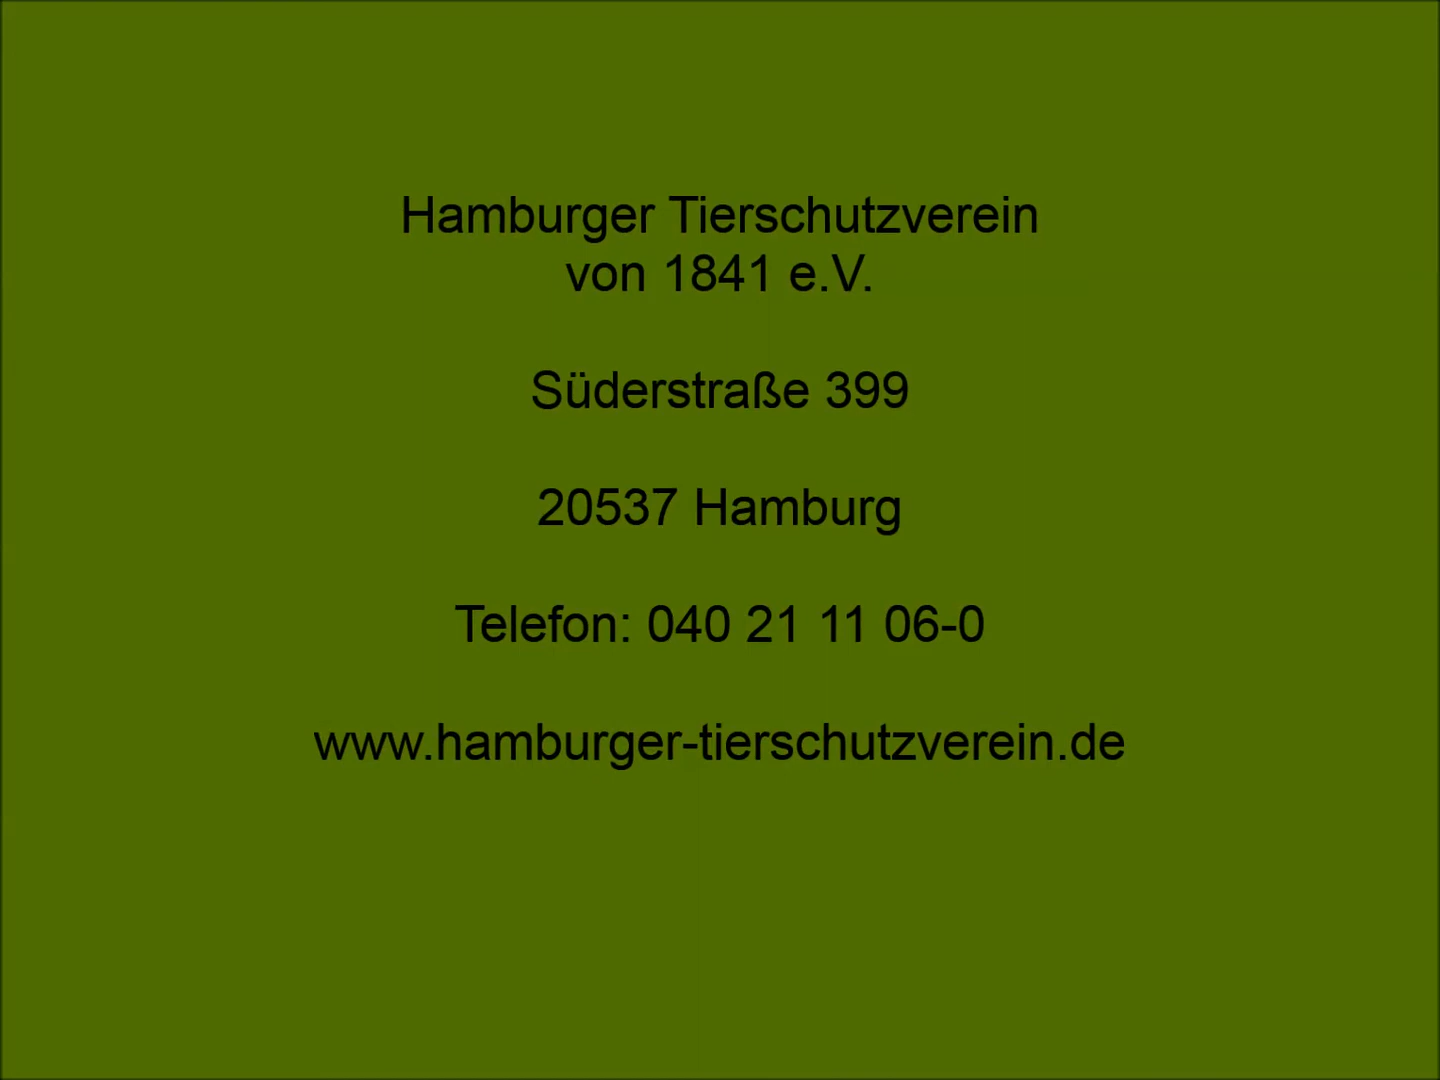 Hamburger Tierschutzverein
von 1841 e.V.
Süderstraße 399
20537 Hamburg
Telefon: 040 21 11 06-0
www.hamburger-tierschutzverein.de